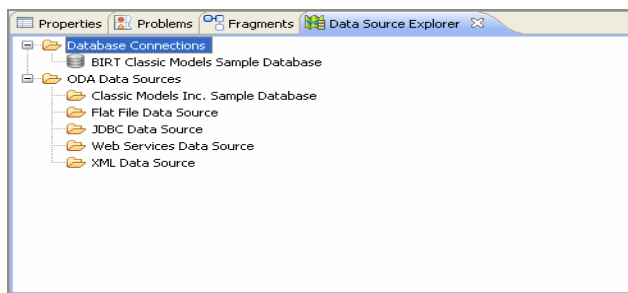 Properties Problems Fragments Data Source Explorer
Database Connections
BIRT Classic Models Sample Database
ODA Data Sources
Classic Models Inc. Sample Database
Flat File Data Source
JDBC Data Source
Web Services Data Source
XML Data Source